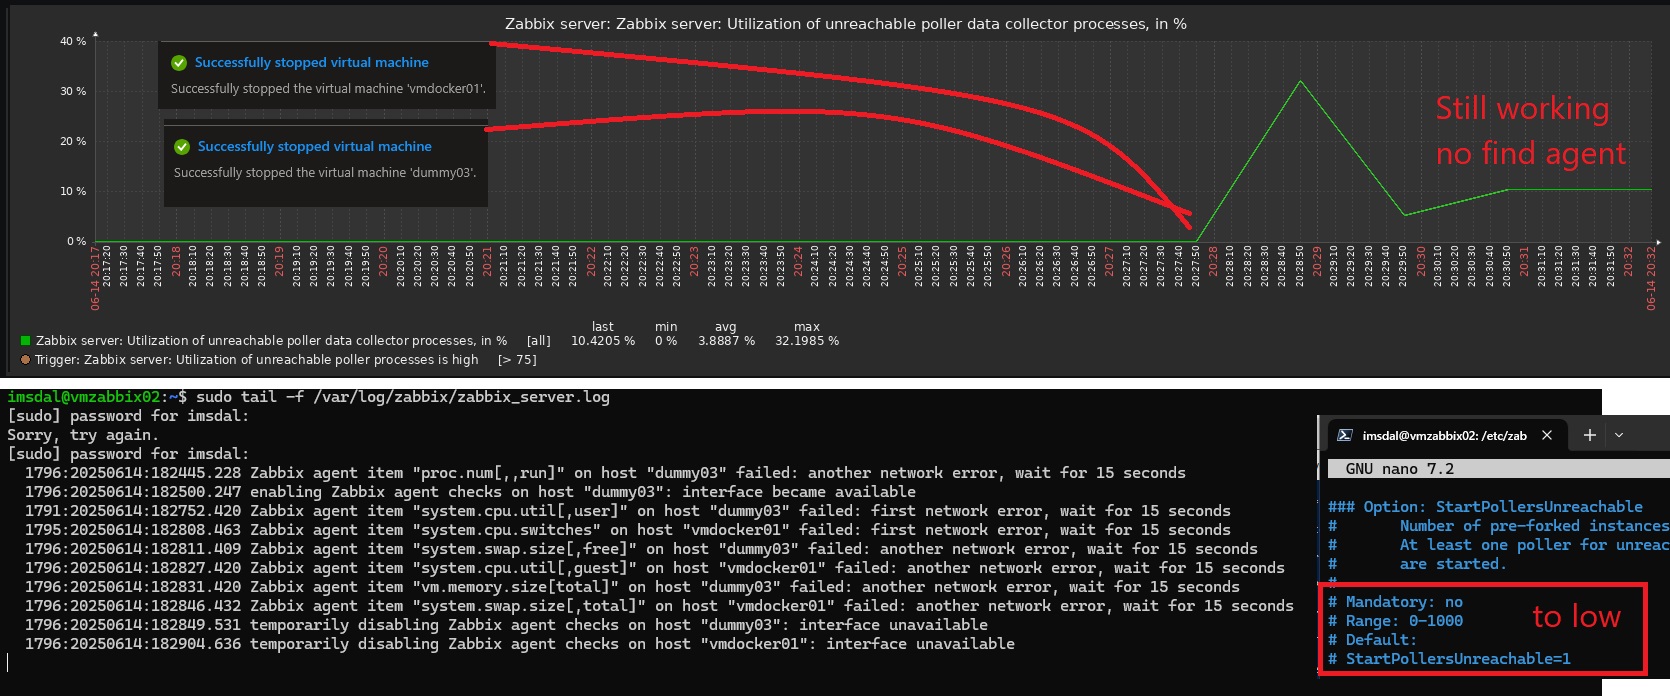 Zabbix server: Zabbix server: Utilization of unreachable poller data collector processes, in %
40 %
30 %
20 %
10 %
0 %
Successfully stopped virtual machine
Successfully stopped the virtual machine 'vmdocker01'.
Successfully stopped virtual machine
Successfully stopped the virtual machine 'dummy03'.
Still working
no find agent
06-14 20:17 20:17:20 20:17:30 20:17:40 20:17:50 20:18 20:18:10 20:18:20 20:18:30 20:18:40 20:18:50 20:19 20:19:10 20:19:20 20:19:30 20:19:40 20:19:50 20:20 20:20:10 20:20:20 20:20:30 20:20:40 20:20:50 20:21 20:21:10 20:21:20 20:21:30 20:21:40 20:21:50 20:22 20:22:10 20:22:20 20:22:30 20:22:40 20:22:50 20:23 20:23:10 20:23:20 20:23:30 20:23:40 20:23:50 20:24 20:24:10 20:24:20 20:24:30 20:24:40 20:24:50 20:25 20:25:10 20:25:20 20:25:30 20:25:40 20:25:50 20:26 20:26:10 20:26:20 20:26:30 20:26:40 20:26:50 20:27 20:27:10 20:27:20 20:27:30 20:27:40 20:27:50 20:28 20:28:10 20:28:20 20:28:30 20:28:40 20:28:50 20:29 20:29:10 20:29:20 20:29:30 20:29:40 20:29:50 20:30 20:30:10 20:30:20 20:30:30 20:30:40 20:30:50 20:31 20:31:10 20:31:20 20:31:30 20:31:40 20:31:50 20:32 06-14 20:32
last min avg max
Zabbix server: Utilization of unreachable poller data collector processes, in % [all] 10.4205 % 0 % 3.8887 % 32.1985 %
Trigger: Zabbix server: Utilization of unreachable poller processes is high [> 75]
imsdal@vmzabbix02:~$ sudo tail -f /var/log/zabbix/zabbix_server.log
[sudo] password for imsdal:
Sorry, try again.
[sudo] password for imsdal:
1796:20250614:182445.228 Zabbix agent item "proc.num[,,run]" on host "dummy03" failed: another network error, wait for 15 seconds
1796:20250614:182500.247 enabling Zabbix agent checks on host "dummy03": interface became available
1791:20250614:182752.420 Zabbix agent item "system.cpu.util[,user]" on host "dummy03" failed: first network error, wait for 15 seconds
1795:20250614:182808.463 Zabbix agent item "system.cpu.switches" on host "vmdocker01" failed: first network error, wait for 15 seconds
1796:20250614:182811.409 Zabbix agent item "system.swap.size[,free]" on host "dummy03" failed: another network error, wait for 15 seconds
1796:20250614:182827.420 Zabbix agent item "system.cpu.util[,guest]" on host "vmdocker01" failed: another network error, wait for 15 seconds
1796:20250614:182831.420 Zabbix agent item "vm.memory.size[total]" on host "dummy03" failed: another network error, wait for 15 seconds
1796:20250614:182846.432 Zabbix agent item "system.swap.size[,total]" on host "vmdocker01" failed: another network error, wait for 15 seconds
1796:20250614:182849.531 temporarily disabling Zabbix agent checks on host "dummy03": interface unavailable
1796:20250614:182904.636 temporarily disabling Zabbix agent checks on host "vmdocker01": interface unavailable
imsdal@vmzabbix02: /etc/zab
GNU nano 7.2
### Option: StartPollersUnreachable
# Number of pre-forked instances
# At least one poller for unreac
# are started.
#
# Mandatory: no
# Range: 0-1000
# Default:
# StartPollersUnreachable=1
to low